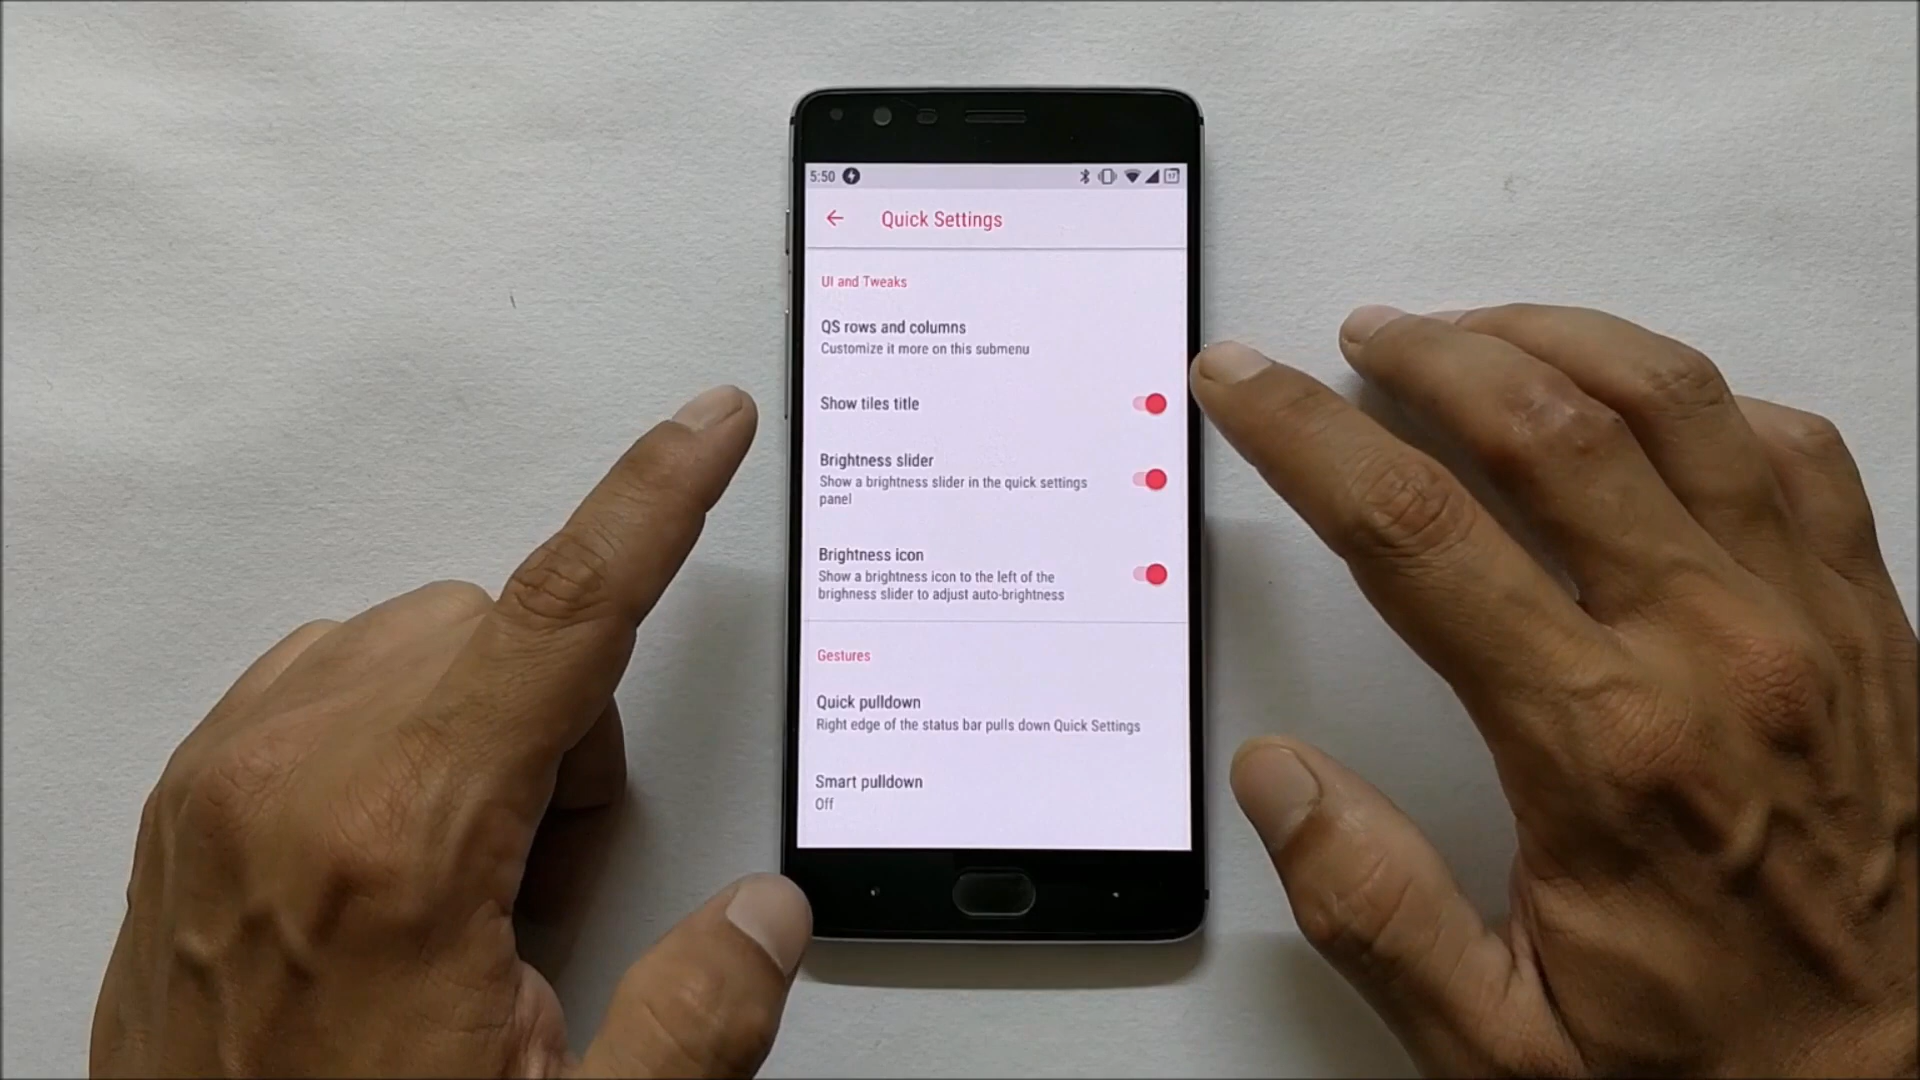 5:50
Quick Settings
UI and Tweaks
QS rows and columns
Customize it more on this submenu
Show tiles title
Brightness slider
Show a brightness slider in the quick settings
panel
Brightness icon
Show a brightness icon to the left of the
brighness slider to adjust auto-brightness
Gestures
Quick pulldown
Right edge of the status bar pulls down Quick Settings
Smart pulldown
Off